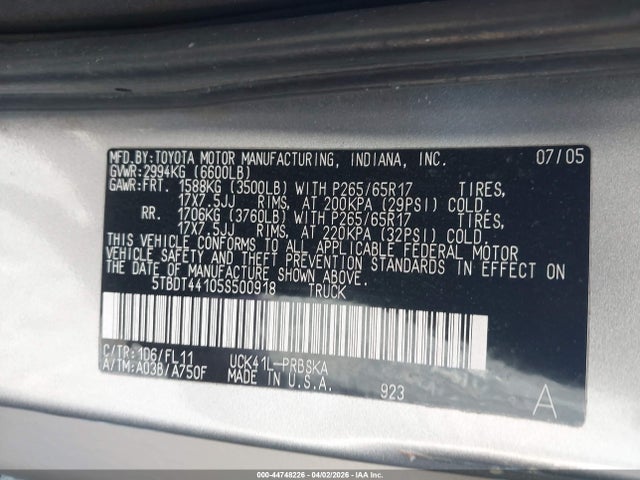 MFD.BY:TOYOTA MOTOR MANUFACTURING, INDIANA, INC. 07/05
GVWR:2994KG (6600LB)
GAWR:FRT. 1588KG (3500LB) WITH P265/65R17 TIRES,
17X7.5JJ RIMS, AT 200KPA (29PSI) COLD.
RR. 1706KG (3760LB) WITH P265/65R17 TIRES,
17X7.5JJ RIMS, AT 220KPA (32PSI) COLD.
THIS VEHICLE CONFORMS TO ALL APPLICABLE FEDERAL MOTOR
VEHICLE SAFETY AND THEFT PREVENTION STANDARDS IN EFFECT ON
THE DATE OF MANUFACTURE SHOWN ABOVE.
5TBDT44105S500918 TRUCK
C/TR:1D6/FL11 UCK41L-PRBSKA
A/TM:A03B/A750F MADE IN U.S.A.
923 A
000-44748226 - 04/02/2026 - IAA Inc.